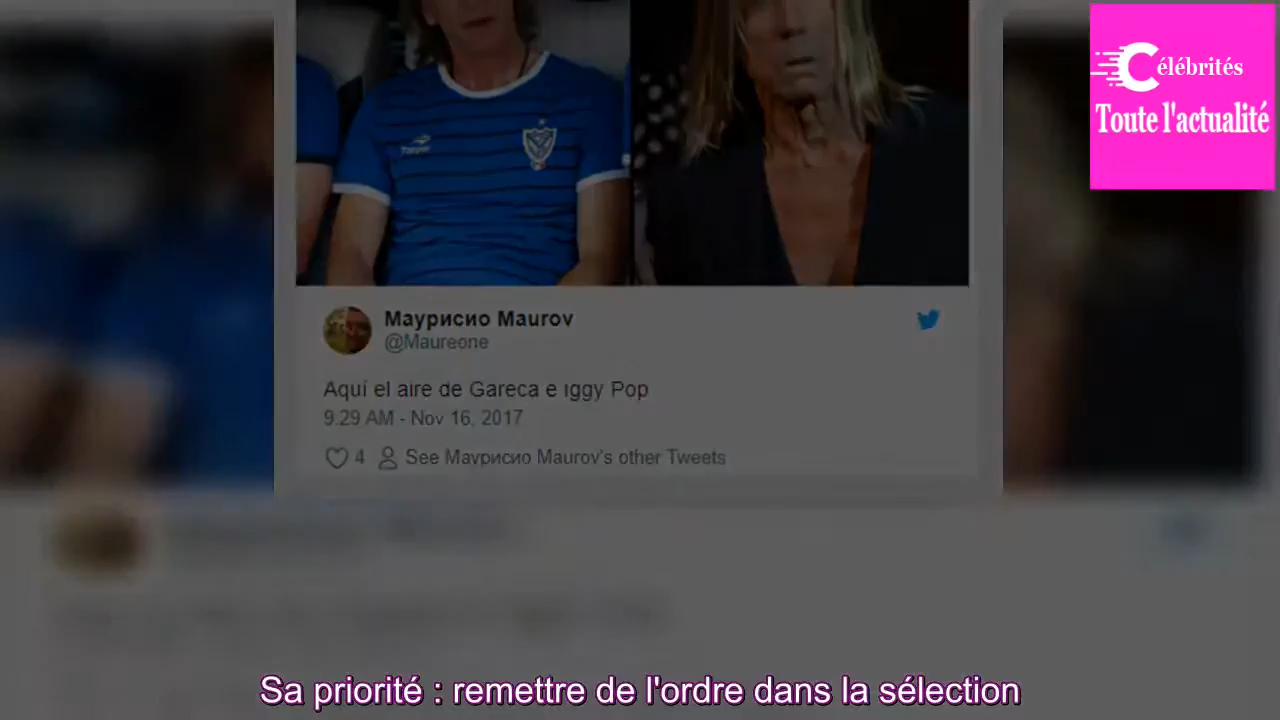 Célébrités
Toute l'actualité
Topper
Маурисио Maurov
@Maureone
Aquí el aire de Gareca e Iggy Pop
9:29 AM - Nov 16, 2017
4 See Маурисио Maurov's other Tweets
Sa priorité : remettre de l'ordre dans la sélection